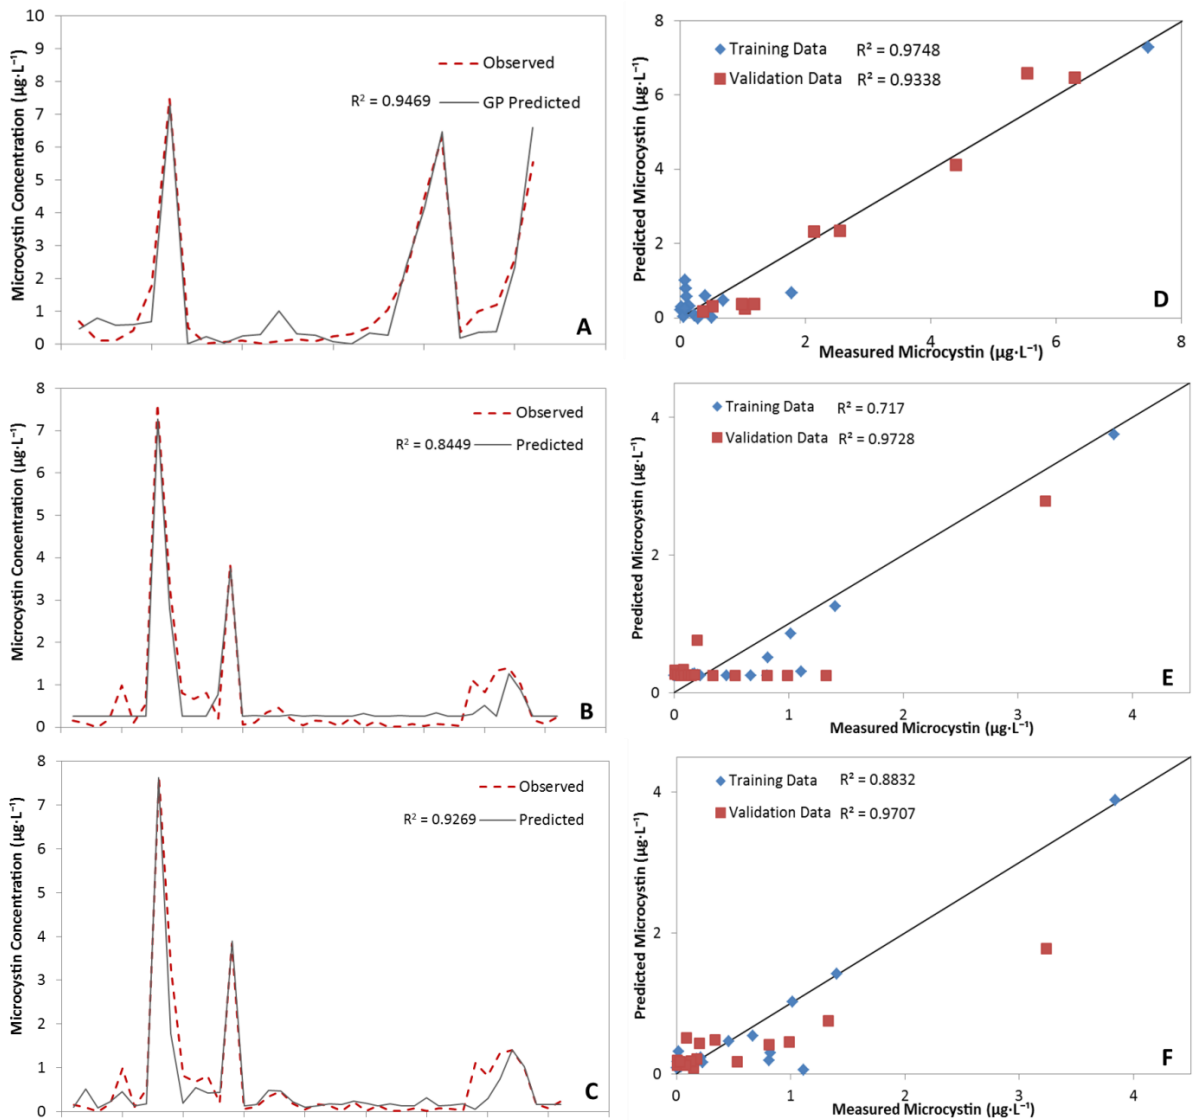 Microcystin Concentration (µg·L⁻¹)
10
9
8
7
6
5
4
3
2
1
0
Observed
R² = 0.9469
GP Predicted
A
Predicted Microcystin (µg·L⁻¹)
8
6
4
2
0
Training Data R² = 0.9748
Validation Data R² = 0.9338
D
0 2 4 6 8
Measured Microcystin (µg·L⁻¹)
Microcystin Concentration (µg·L⁻¹)
8
7
6
5
4
3
2
1
0
Observed
R² = 0.8449
Predicted
B
Predicted Microcystin (µg·L⁻¹)
4
2
0
Training Data R² = 0.717
Validation Data R² = 0.9728
E
0 1 2 3 4
Measured Microcystin (µg·L⁻¹)
Microcystin Concentration (µg·L⁻¹)
8
7
6
5
4
3
2
1
0
Observed
R² = 0.9269
Predicted
C
Predicted Microcystin (µg·L⁻¹)
4
2
0
Training Data R² = 0.8832
Validation Data R² = 0.9707
F
0 1 2 3 4
Measured Microcystin (µg·L⁻¹)